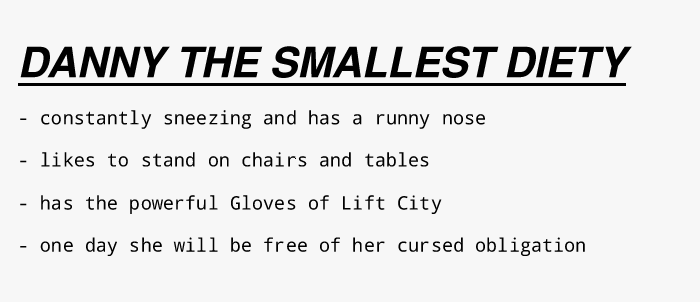 DANNY THE SMALLEST DIETY
- constantly sneezing and has a runny nose
- likes to stand on chairs and tables
- has the powerful Gloves of Lift City
- one day she will be free of her cursed obligation